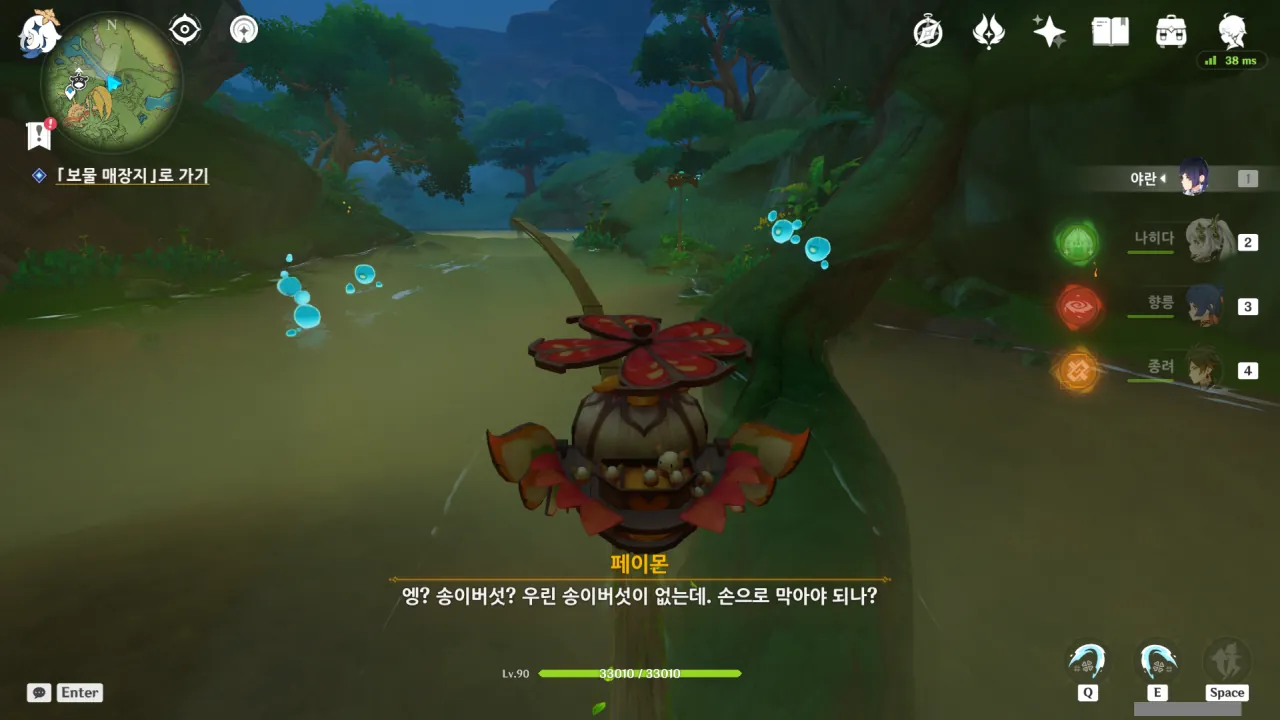 N
38 ms
「보물 매장지」로 가기
야란
1
나히다
2
향릉
3
종려
4
페이몬
엥? 송이버섯? 우린 송이버섯이 없는데. 손으로 막아야 되나?
Lv.90
33010 / 33010
Enter
Q
E
Space